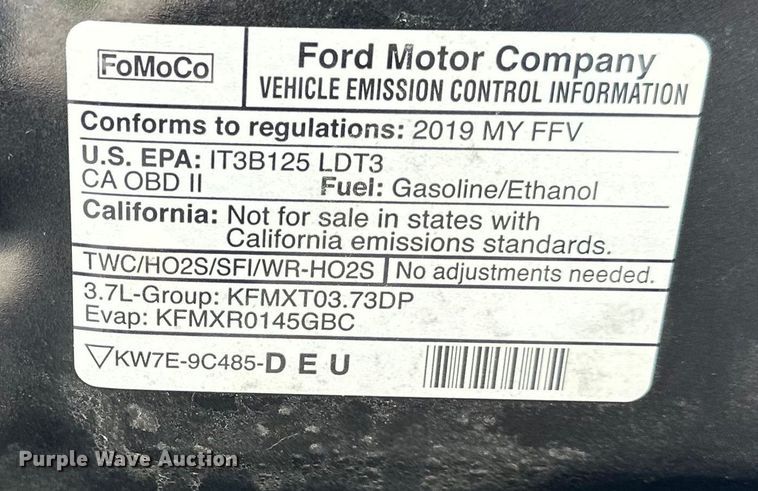 FoMoCo
Ford Motor Company
VEHICLE EMISSION CONTROL INFORMATION
Conforms to regulations: 2019 MY FFV
U.S. EPA: IT3B125 LDT3
CA OBD II Fuel: Gasoline/Ethanol
California: Not for sale in states with
California emissions standards.
TWC/HO2S/SFI/WR-HO2S No adjustments needed.
3.7L-Group: KFMXT03.73DP
Evap: KFMXR0145GBC
▽KW7E-9C485-D E U
Purple Wave Auction